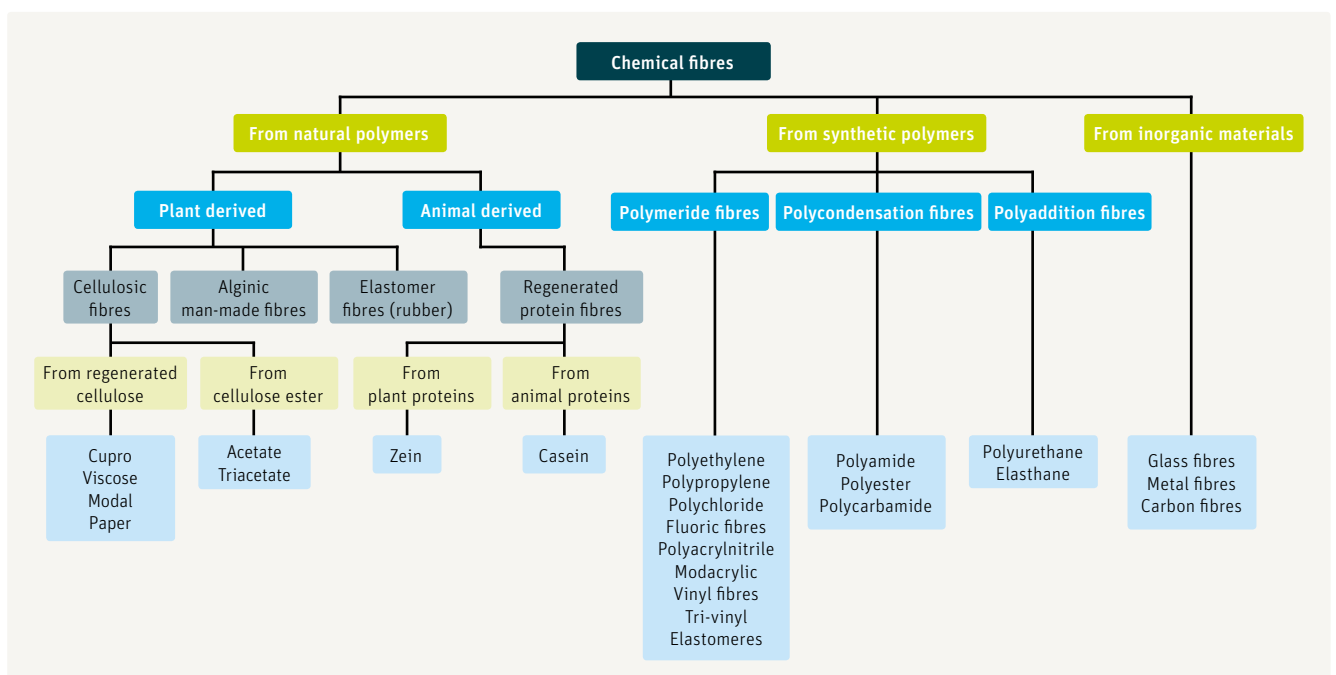 Chemical fibres
From natural polymers
From synthetic polymers
From inorganic materials
Plant derived
Animal derived
Polymeride fibres
Polycondensation fibres
Polyaddition fibres
Cellulosic
fibres
Alginic
man-made fibres
Elastomer
fibres (rubber)
Regenerated
protein fibres
From regenerated
cellulose
From
cellulose ester
From
plant proteins
From
animal proteins
Cupro
Viscose
Modal
Paper
Acetate
Triacetate
Zein
Casein
Polyethylene
Polypropylene
Polychloride
Fluoric fibres
Polyacrylnitrile
Modacrylic
Vinyl fibres
Tri-vinyl
Elastomeres
Polyamide
Polyester
Polycarbamide
Polyurethane
Elasthane
Glass fibres
Metal fibres
Carbon fibres